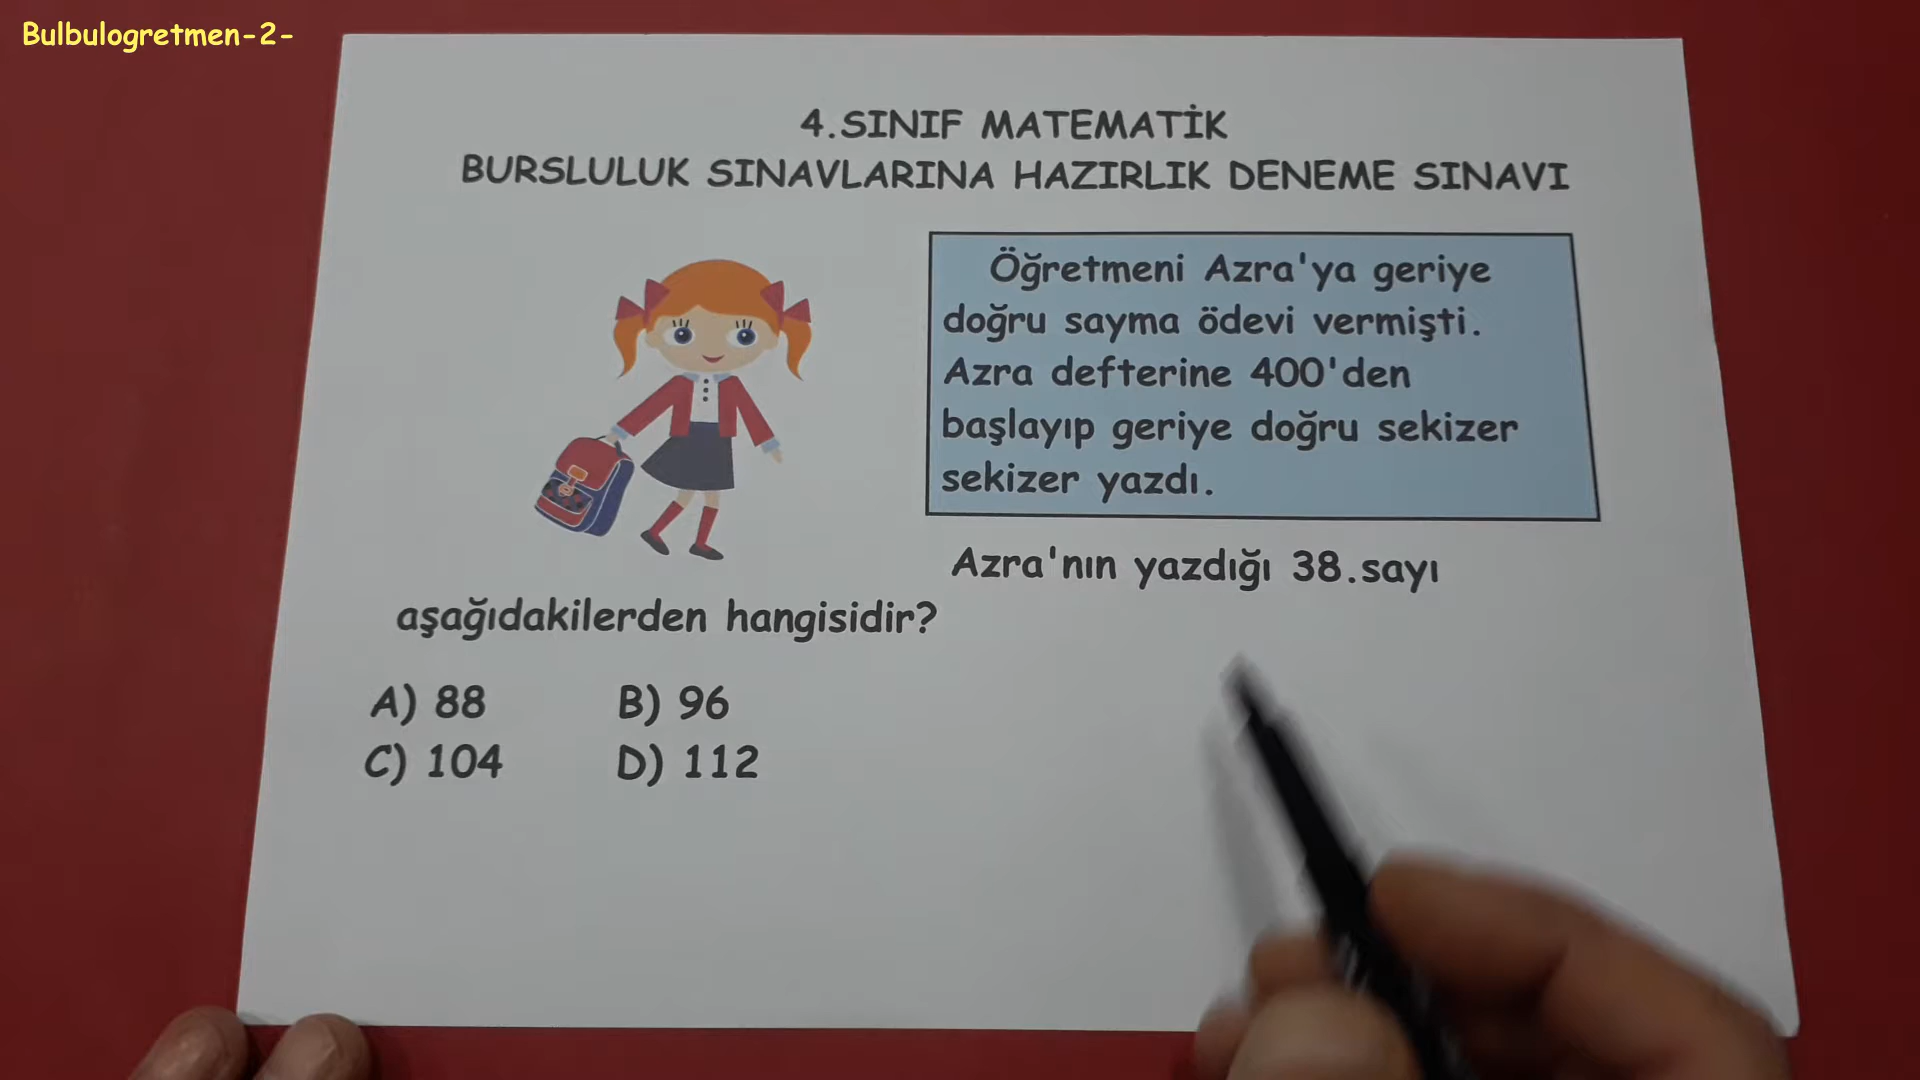 Bulbulogretmen-2-
4.SINIF MATEMATİK
BURSLULUK SINAVLARINA HAZIRLIK DENEME SINAVI
Öğretmeni Azra'ya geriye
doğru sayma ödevi vermişti.
Azra defterine 400'den
başlayıp geriye doğru sekizer
sekizer yazdı.
Azra'nın yazdığı 38.sayı
aşağıdakilerden hangisidir?
A) 88 B) 96
C) 104 D) 112